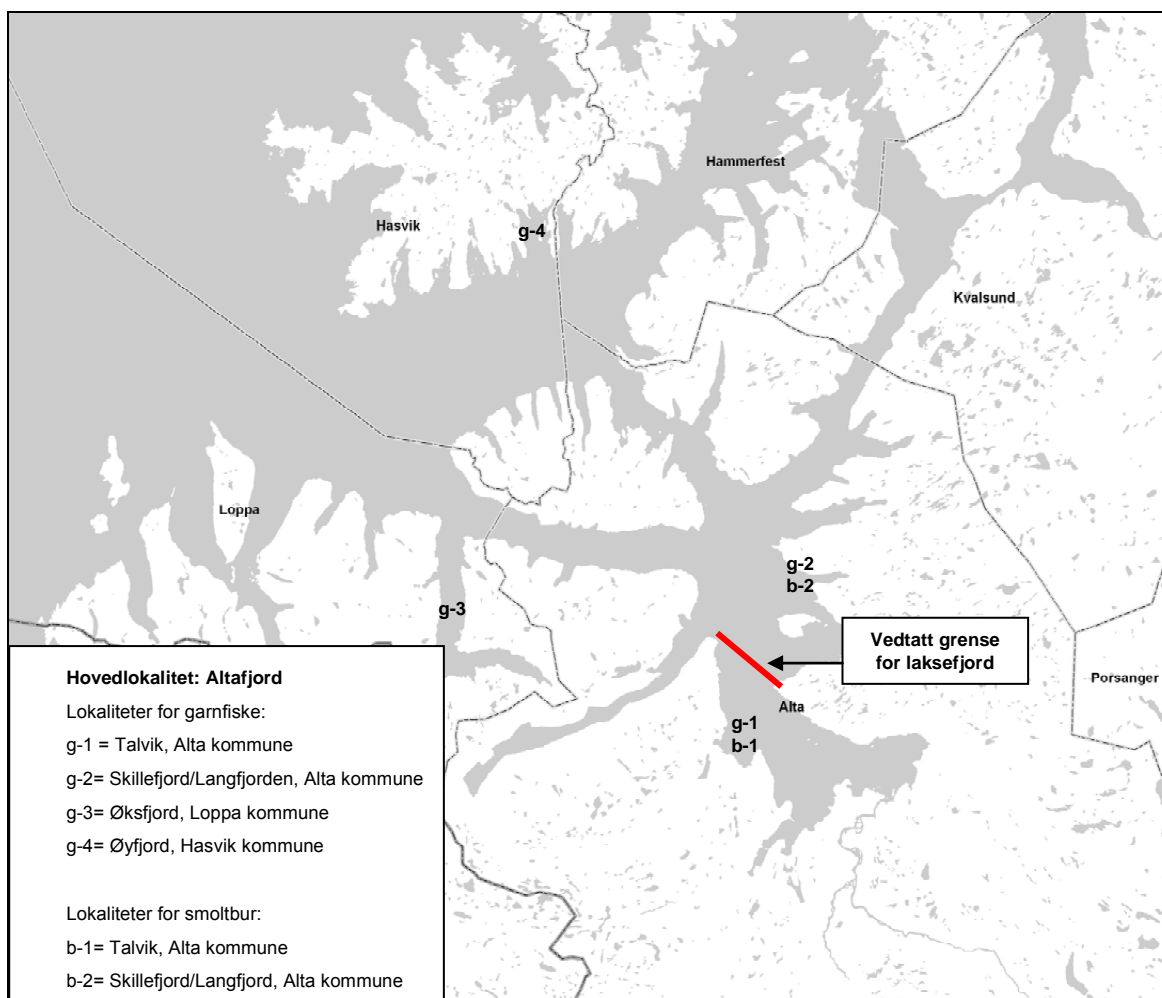 Hammerfest
Hasvik
g-4
Kvalsund
Loppa
g-2
b-2
g-3
Vedtatt grense
for laksefjord
Porsanger
Alta
g-1
b-1
Hovedlokalitet: Altafjord
Lokaliteter for garnfiske:
g-1 = Talvik, Alta kommune
g-2= Skillefjord/Langfjorden, Alta kommune
g-3= Øksfjord, Loppa kommune
g-4= Øyfjord, Hasvik kommune
Lokaliteter for smoltbur:
b-1= Talvik, Alta kommune
b-2= Skillefjord/Langfjord, Alta kommune